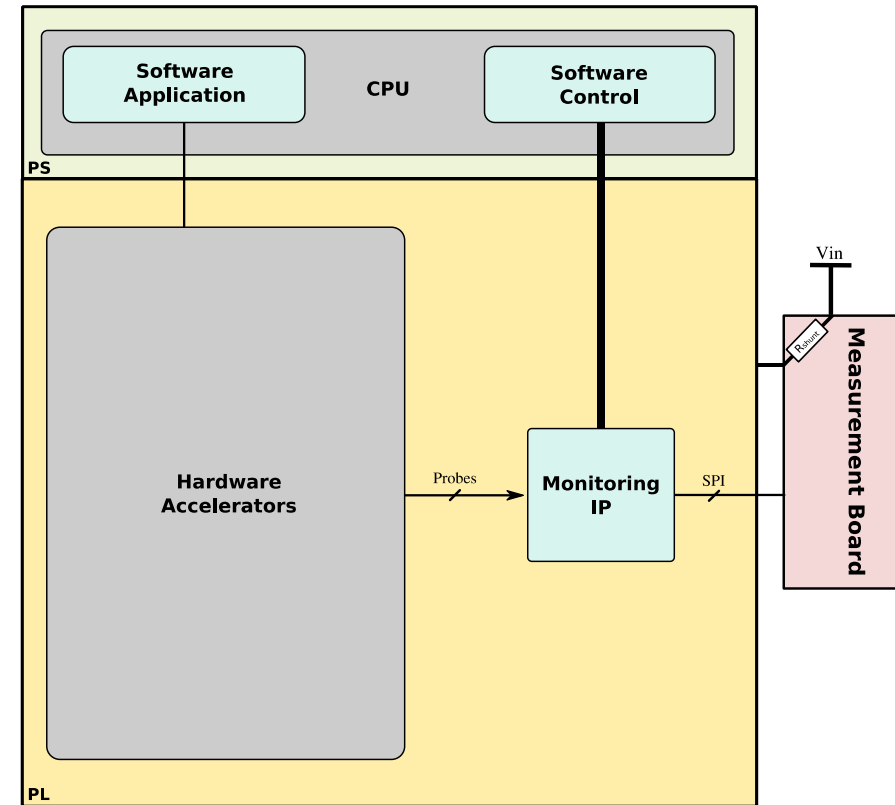 Software
Application
CPU
Software
Control
PS
Vin
Rshunt
Measurement Board
Hardware
Accelerators
Probes
Monitoring
IP
SPI
PL